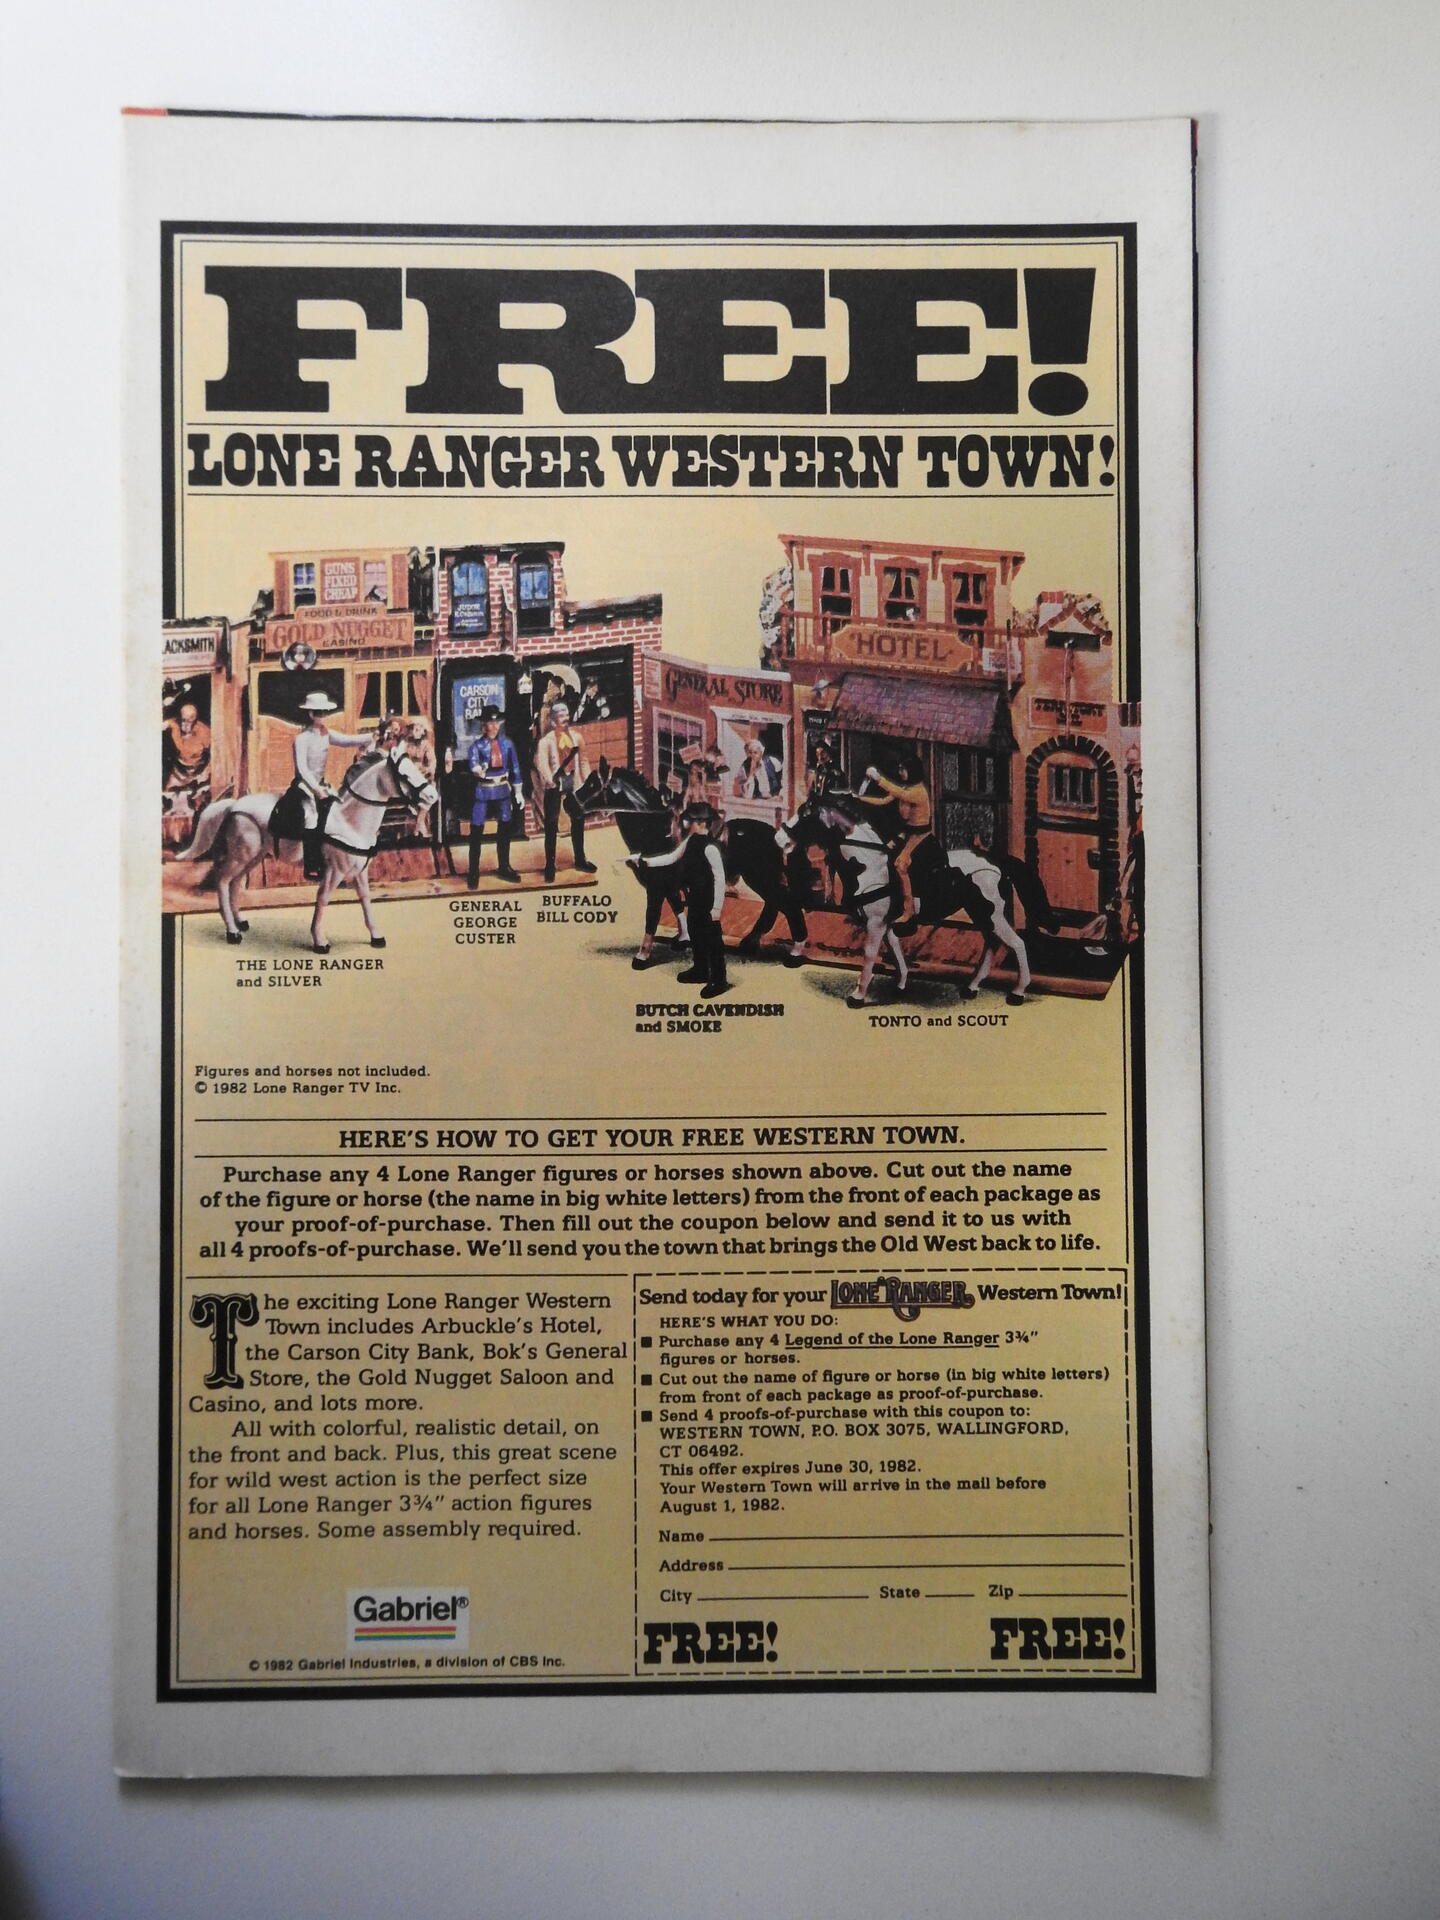 FREE!
LONE RANGER WESTERN TOWN!
GUNS
FIXED
CHEAP
FOOD & DRINK
GOLD NUGGET
CASINO
ACKSMITH
CARSON
CITY
BA
GENERAL STORE
HOTEL
GENERAL
GEORGE
CUSTER
BUFFALO
BILL CODY
THE LONE RANGER
and SILVER
BUTCH CAVENDISH
and SMOKE
TONTO and SCOUT
Figures and horses not included.
© 1982 Lone Ranger TV Inc.
HERE'S HOW TO GET YOUR FREE WESTERN TOWN.
Purchase any 4 Lone Ranger figures or horses shown above. Cut out the name
of the figure or horse (the name in big white letters) from the front of each package as
your proof-of-purchase. Then fill out the coupon below and send it to us with
all 4 proofs-of-purchase. We'll send you the town that brings the Old West back to life.
The exciting Lone Ranger Western
Town includes Arbuckle's Hotel,
the Carson City Bank, Bok's General
Store, the Gold Nugget Saloon and
Casino, and lots more.
All with colorful, realistic detail, on
the front and back. Plus, this great scene
for wild west action is the perfect size
for all Lone Ranger 3¾" action figures
and horses. Some assembly required.
Gabriel®
© 1982 Gabriel Industries, a division of CBS Inc.
Send today for your LONE RANGER Western Town!
HERE'S WHAT YOU DO:
■ Purchase any 4 Legend of the Lone Ranger 3¾"
figures or horses.
■ Cut out the name of figure or horse (in big white letters)
from front of each package as proof-of-purchase.
■ Send 4 proofs-of-purchase with this coupon to:
WESTERN TOWN, P.O. BOX 3075, WALLINGFORD,
CT 06492.
This offer expires June 30, 1982.
Your Western Town will arrive in the mail before
August 1, 1982.
Name
Address
City State Zip
FREE! FREE!